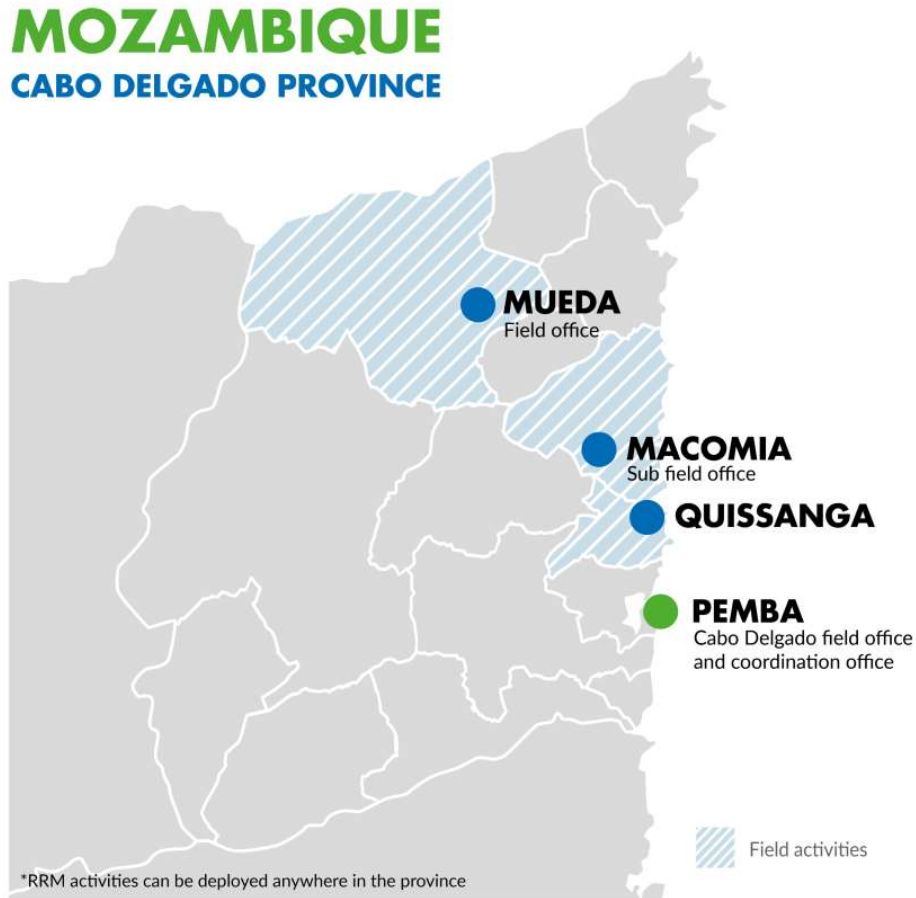 MOZAMBIQUE
CABO DELGADO PROVINCE
MUEDA
Field office
MACOMIA
Sub field office
QUISSANGA
PEMBA
Cabo Delgado field office
and coordination office
Field activities
*RRM activities can be deployed anywhere in the province